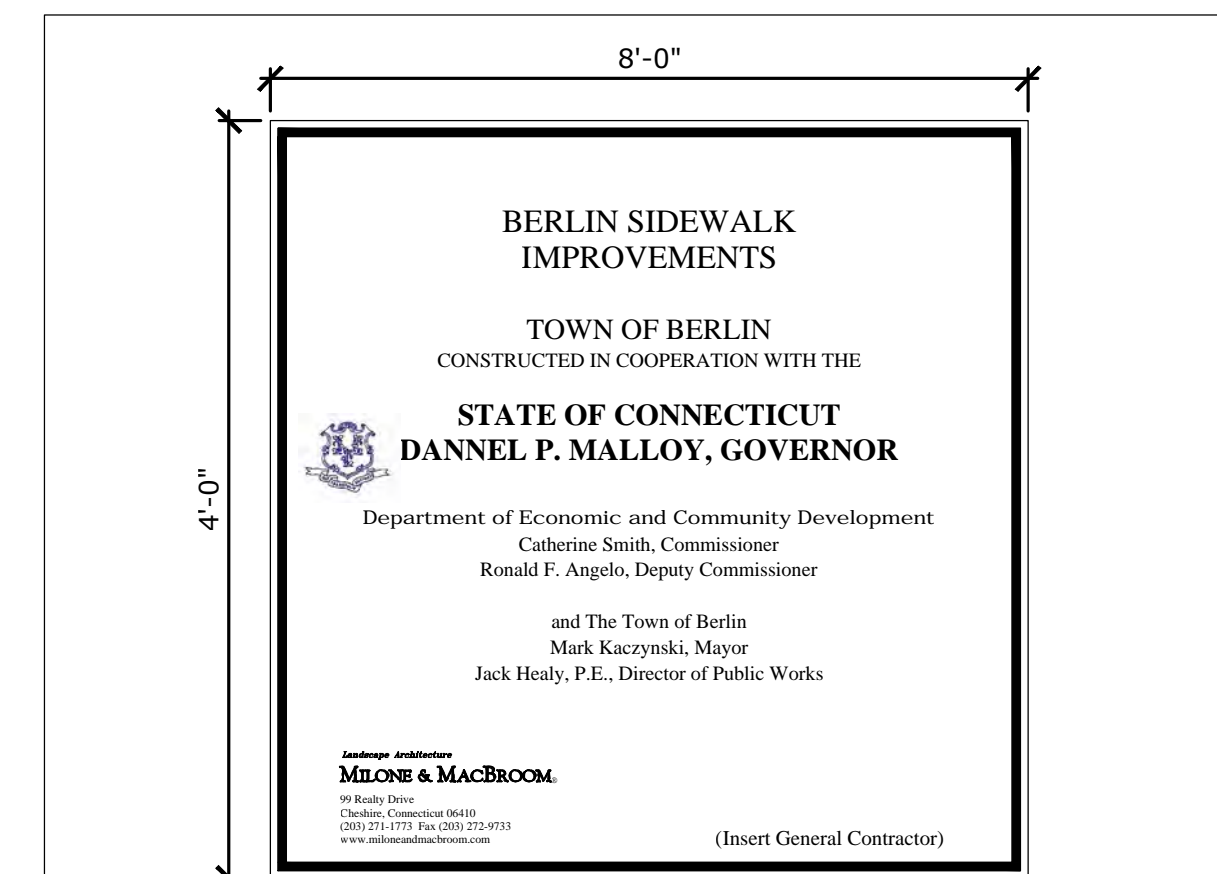 8'-0"
4'-0"
BERLIN SIDEWALK
IMPROVEMENTS
TOWN OF BERLIN
CONSTRUCTED IN COOPERATION WITH THE
STATE OF CONNECTICUT
DANNEL P. MALLOY, GOVERNOR
Department of Economic and Community Development
Catherine Smith, Commissioner
Ronald F. Angelo, Deputy Commissioner
and The Town of Berlin
Mark Kaczynski, Mayor
Jack Healy, P.E., Director of Public Works
Landscape Architecture
MILONE & MACBROOM®
99 Realty Drive
Cheshire, Connecticut 06410
(203) 271-1773 Fax (203) 272-9733
www.miloneandmacbroom.com
(Insert General Contractor)